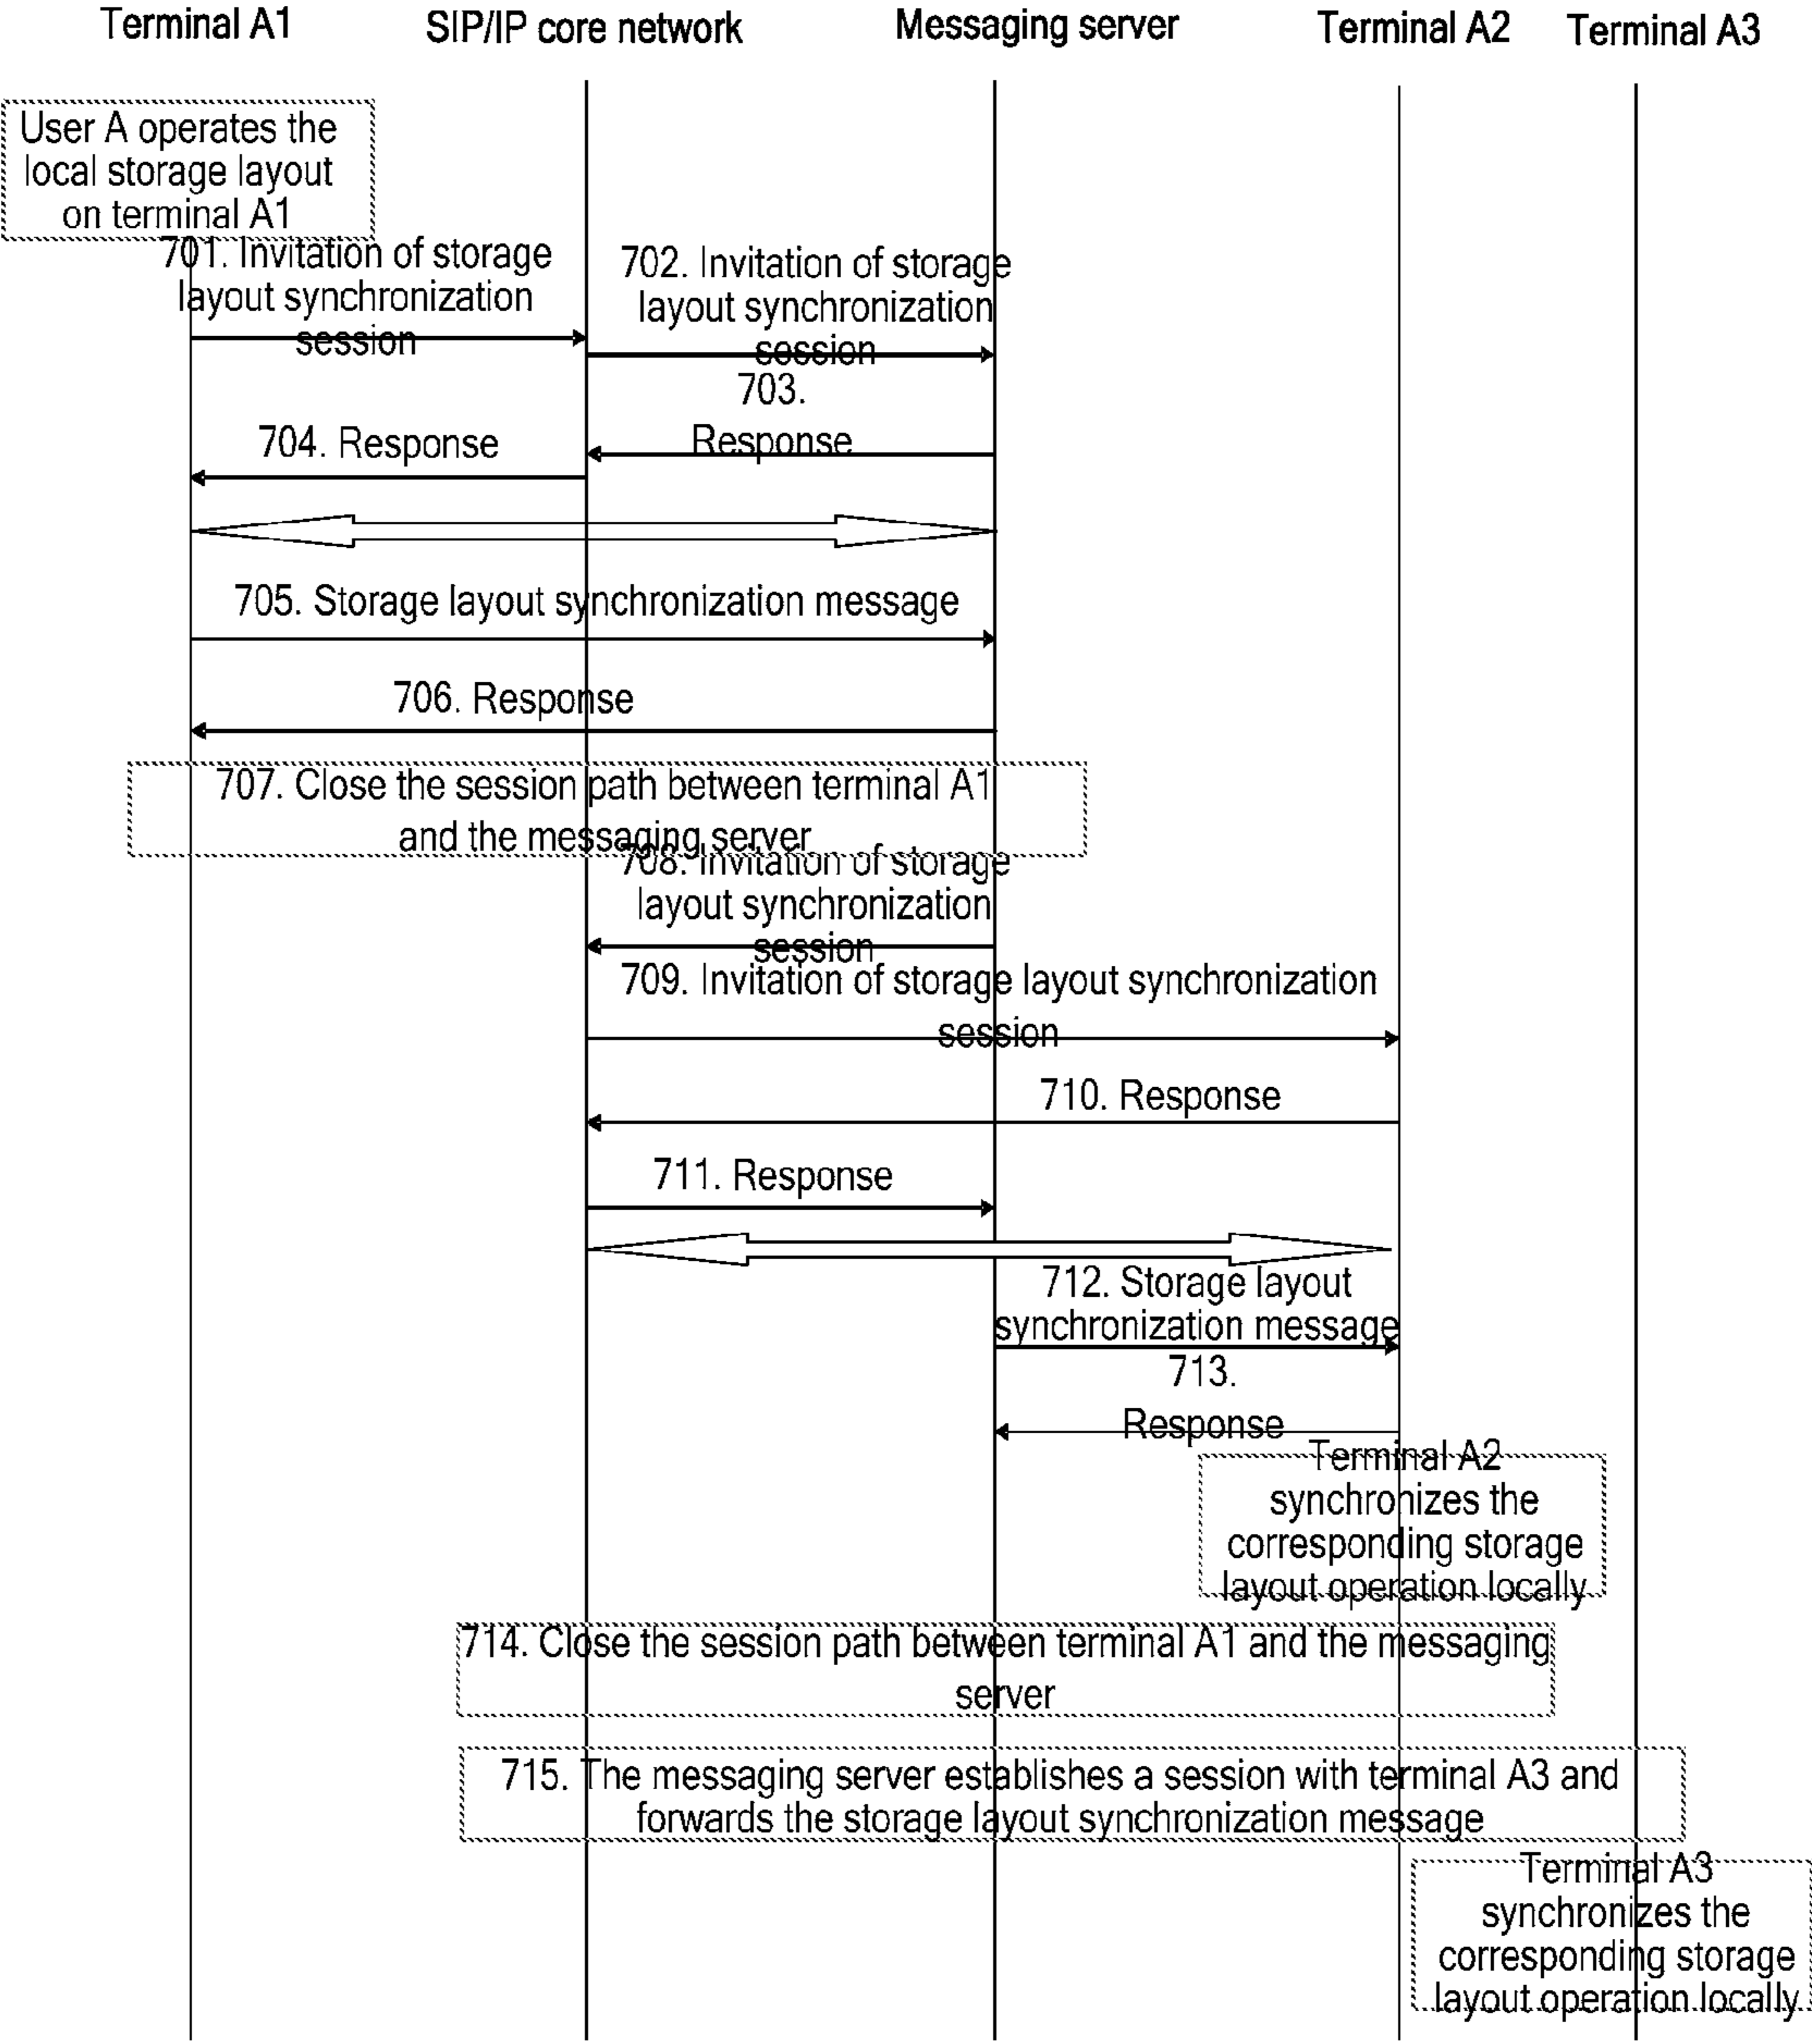 Terminal A1
SIP/IP core network
Messaging server
Terminal A2
Terminal A3
User A operates the
local storage layout
on terminal A1
701. Invitation of storage
layout synchronization
session
702. Invitation of storage
layout synchronization
session
703.
Response
704. Response
705. Storage layout synchronization message
706. Response
707. Close the session path between terminal A1
and the messaging server
708. Invitation of storage
layout synchronization
session
709. Invitation of storage layout synchronization
session
710. Response
711. Response
712. Storage layout
synchronization message
713.
Response
Terminal A2
synchronizes the
corresponding storage
layout operation locally
714. Close the session path between terminal A1 and the messaging
server
715. The messaging server establishes a session with terminal A3 and
forwards the storage layout synchronization message
Terminal A3
synchronizes the
corresponding storage
layout operation locally